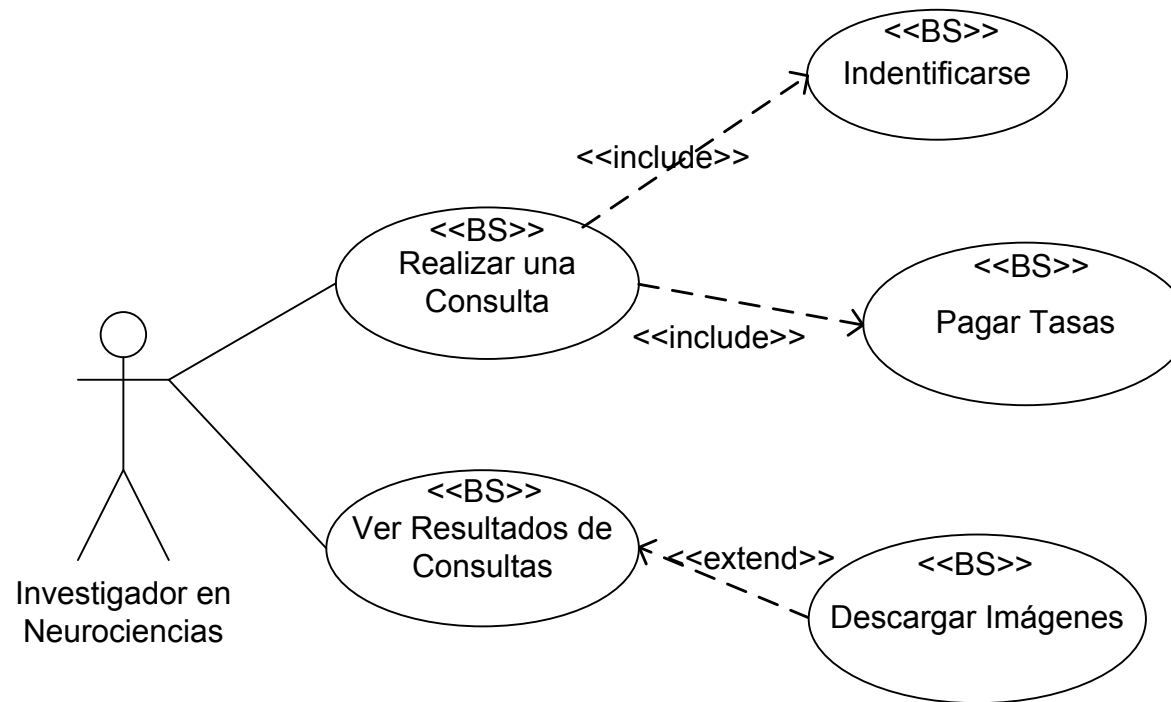 <<BS>>
Indentificarse
<<include>>
<<BS>>
Realizar una
Consulta
<<BS>>
Pagar Tasas
<<include>>
<<BS>>
Ver Resultados de
Consultas
<<extend>>
<<BS>>
Descargar Imágenes
Investigador en
Neurociencias